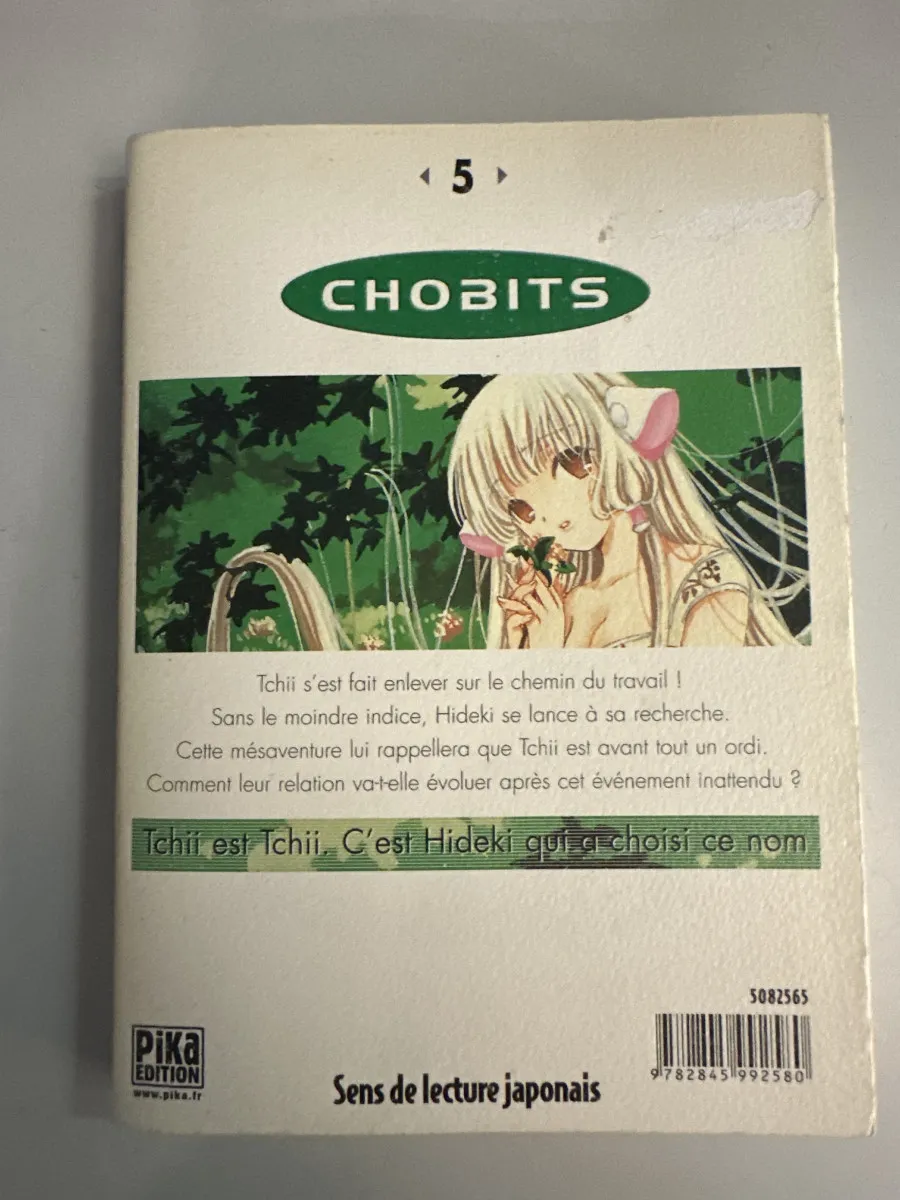 5
CHOBITS
Tchii s'est fait enlever sur le chemin du travail !
Sans le moindre indice, Hideki se lance à sa recherche.
Cette mésaventure lui rappellera que Tchii est avant tout un ordi.
Comment leur relation va-t-elle évoluer après cet événement inattendu ?
Tchii est Tchii. C'est Hideki qui a choisi ce nom
5082565
9782845992580
PiKa
EDITION
www.pika.fr
Sens de lecture japonais